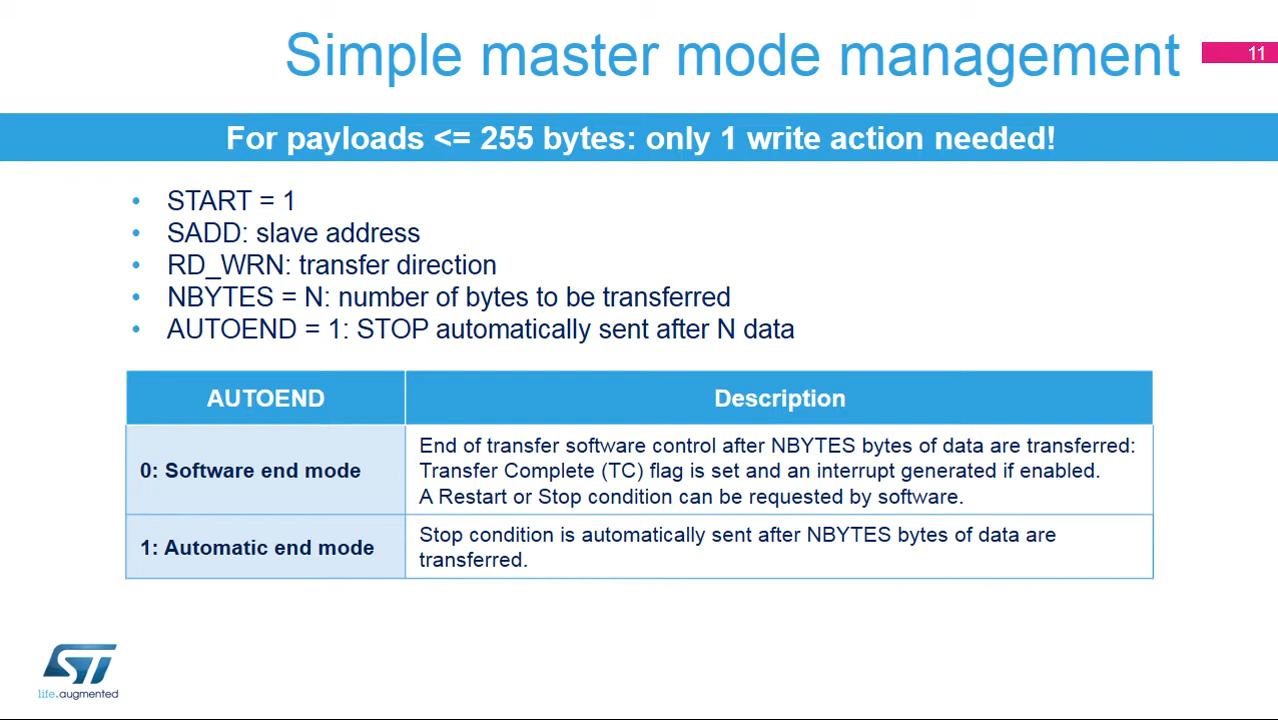 Simple master mode management
11
For payloads <= 255 bytes: only 1 write action needed!
• START = 1
• SADD: slave address
• RD_WRN: transfer direction
• NBYTES = N: number of bytes to be transferred
• AUTOEND = 1: STOP automatically sent after N data
AUTOEND
Description
0: Software end mode
End of transfer software control after NBYTES bytes of data are transferred:
Transfer Complete (TC) flag is set and an interrupt generated if enabled.
A Restart or Stop condition can be requested by software.
1: Automatic end mode
Stop condition is automatically sent after NBYTES bytes of data are
transferred.
ST
life.augmented